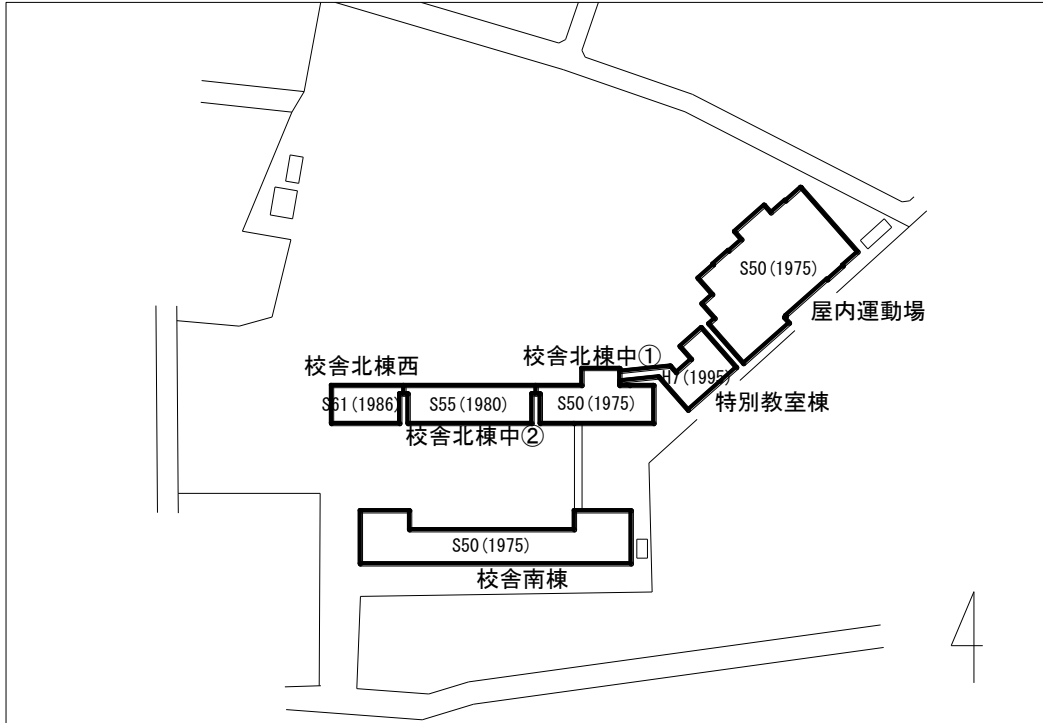 S50(1975)
屋内運動場
校舎北棟中①
校舎北棟西
H7(1995)
特別教室棟
S61(1986)
S55(1980)
S50(1975)
校舎北棟中②
S50(1975)
校舎南棟